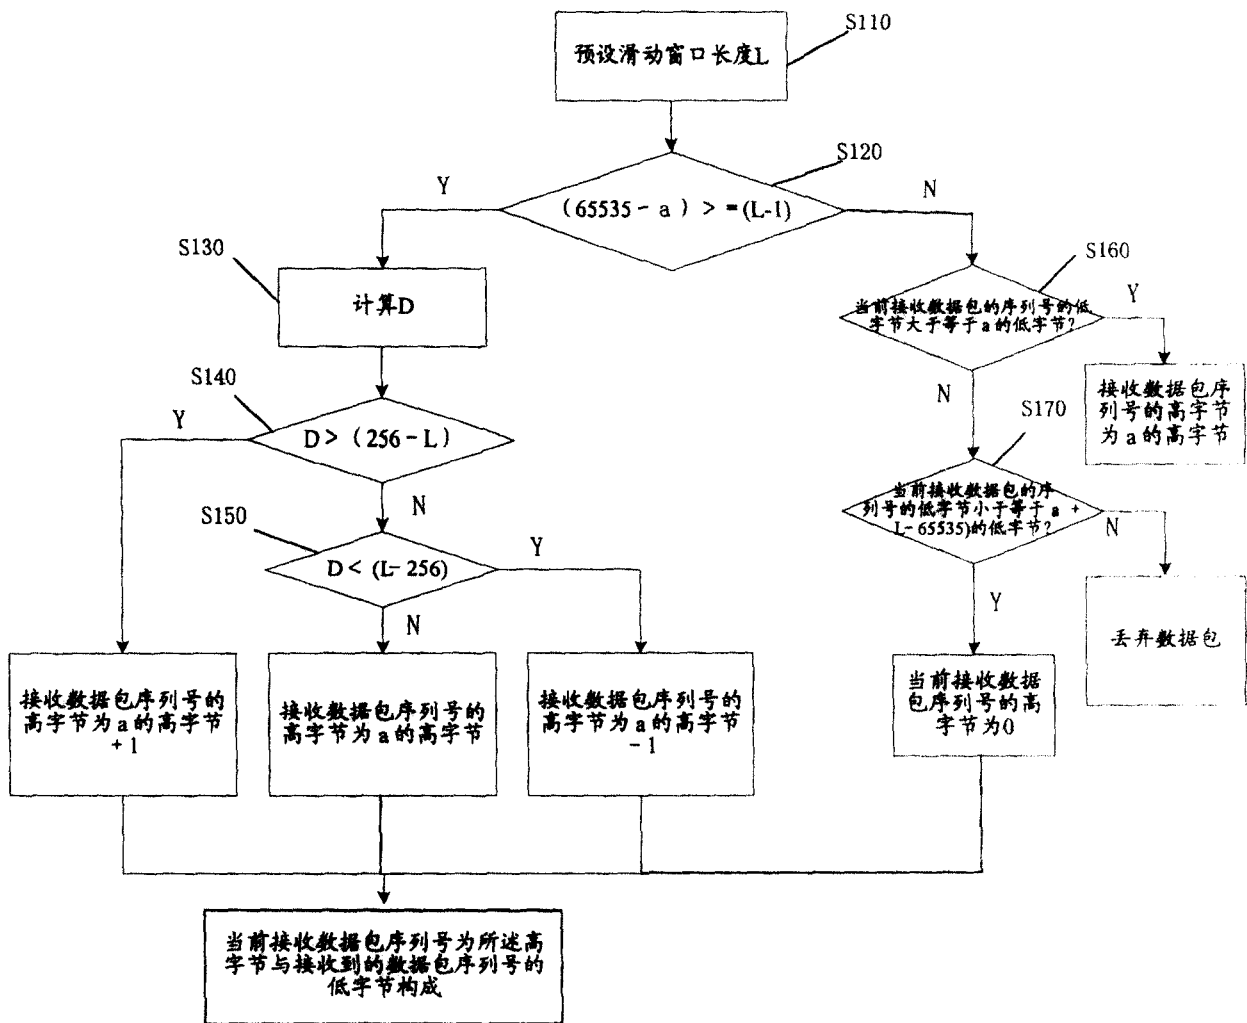 S110
预设滑动窗口长度L
S120
Y
N
(65535-a)>=(L-1)
S130
计算D
S160
当前接收数据包的序列号的低
字节大于等于a的低字节?
Y
N
接收数据包序
列号的高字节
为a的高字节
S140
Y
D>(256-L)
N
S170
当前接收数据包的序
列号的低字节小于等于a+
L-65535)的低字节?
N
Y
S150
D<(L-256)
Y
N
丢弃数据包
接收数据包序列号的
高字节为a的高字节
+1
接收数据包序列号的
高字节为a的高字节
接收数据包序列号的
高字节为a的高字节
-1
当前接收数据
包序列号的高
字节为0
当前接收数据包序列号为所述高
字节与接收到的数据包序列号的
低字节构成